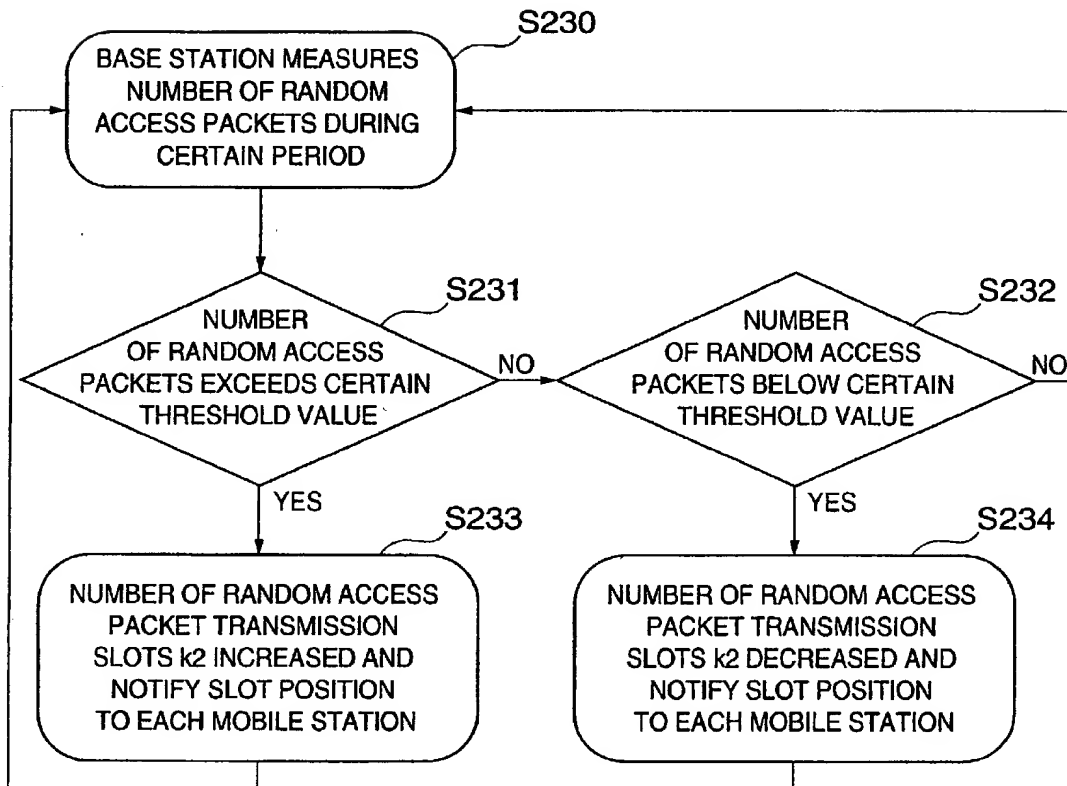 S230
BASE STATION MEASURES
NUMBER OF RANDOM
ACCESS PACKETS DURING
CERTAIN PERIOD
S231
NUMBER
OF RANDOM ACCESS
PACKETS EXCEEDS CERTAIN
THRESHOLD VALUE
NO
YES
S232
NUMBER
OF RANDOM ACCESS
PACKETS BELOW CERTAIN
THRESHOLD VALUE
NO
YES
S233
NUMBER OF RANDOM ACCESS
PACKET TRANSMISSION
SLOTS k2 INCREASED AND
NOTIFY SLOT POSITION
TO EACH MOBILE STATION
S234
NUMBER OF RANDOM ACCESS
PACKET TRANSMISSION
SLOTS k2 DECREASED AND
NOTIFY SLOT POSITION
TO EACH MOBILE STATION